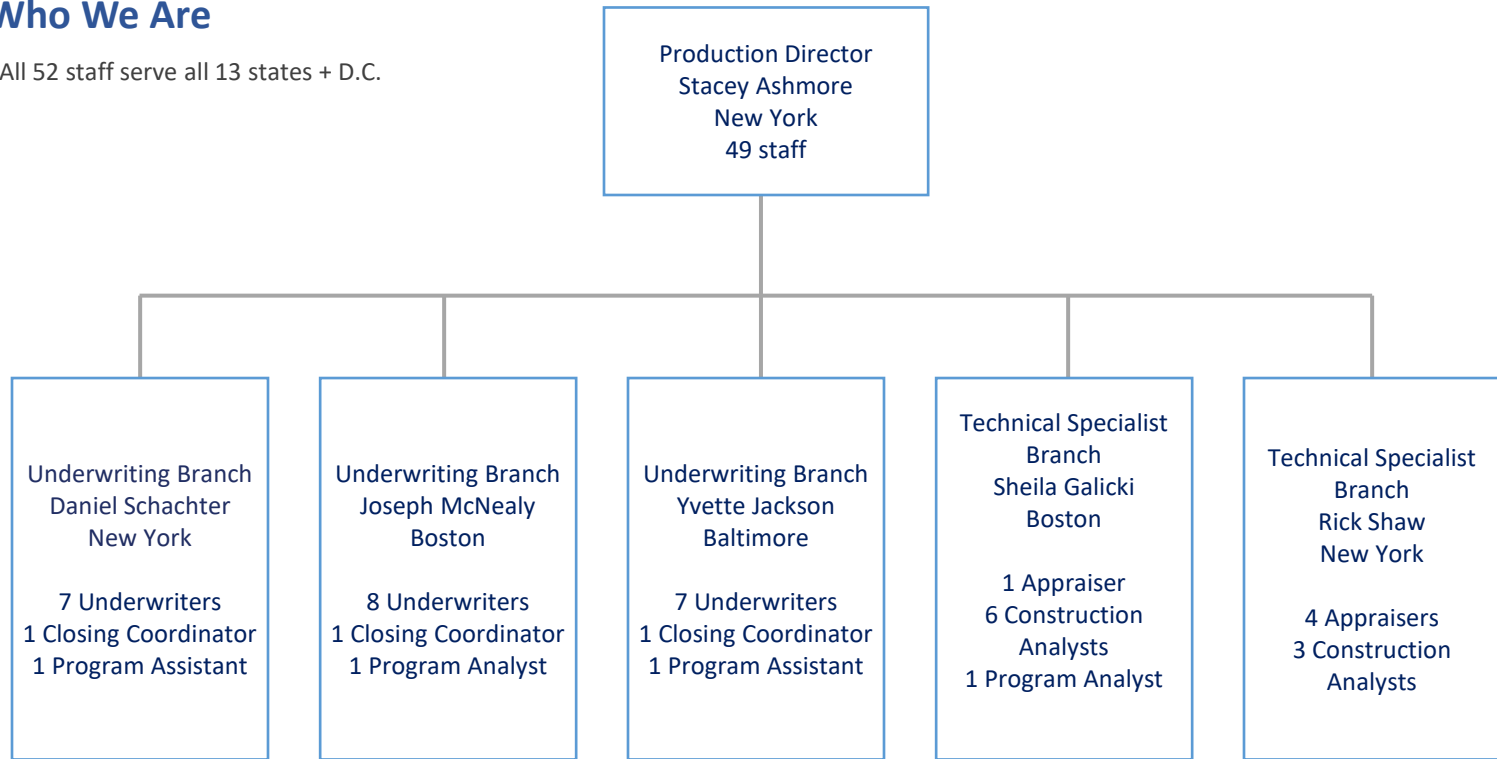 Who We Are
All 52 staff serve all 13 states + D.C.
Production Director
Stacey Ashmore
New York
49 staff
Underwriting Branch
Daniel Schachter
New York
7 Underwriters
1 Closing Coordinator
1 Program Assistant
Underwriting Branch
Joseph McNealy
Boston
8 Underwriters
1 Closing Coordinator
1 Program Analyst
Underwriting Branch
Yvette Jackson
Baltimore
7 Underwriters
1 Closing Coordinator
1 Program Assistant
Technical Specialist
Branch
Sheila Galicki
Boston
1 Appraiser
6 Construction
Analysts
1 Program Analyst
Technical Specialist
Branch
Rick Shaw
New York
4 Appraisers
3 Construction
Analysts